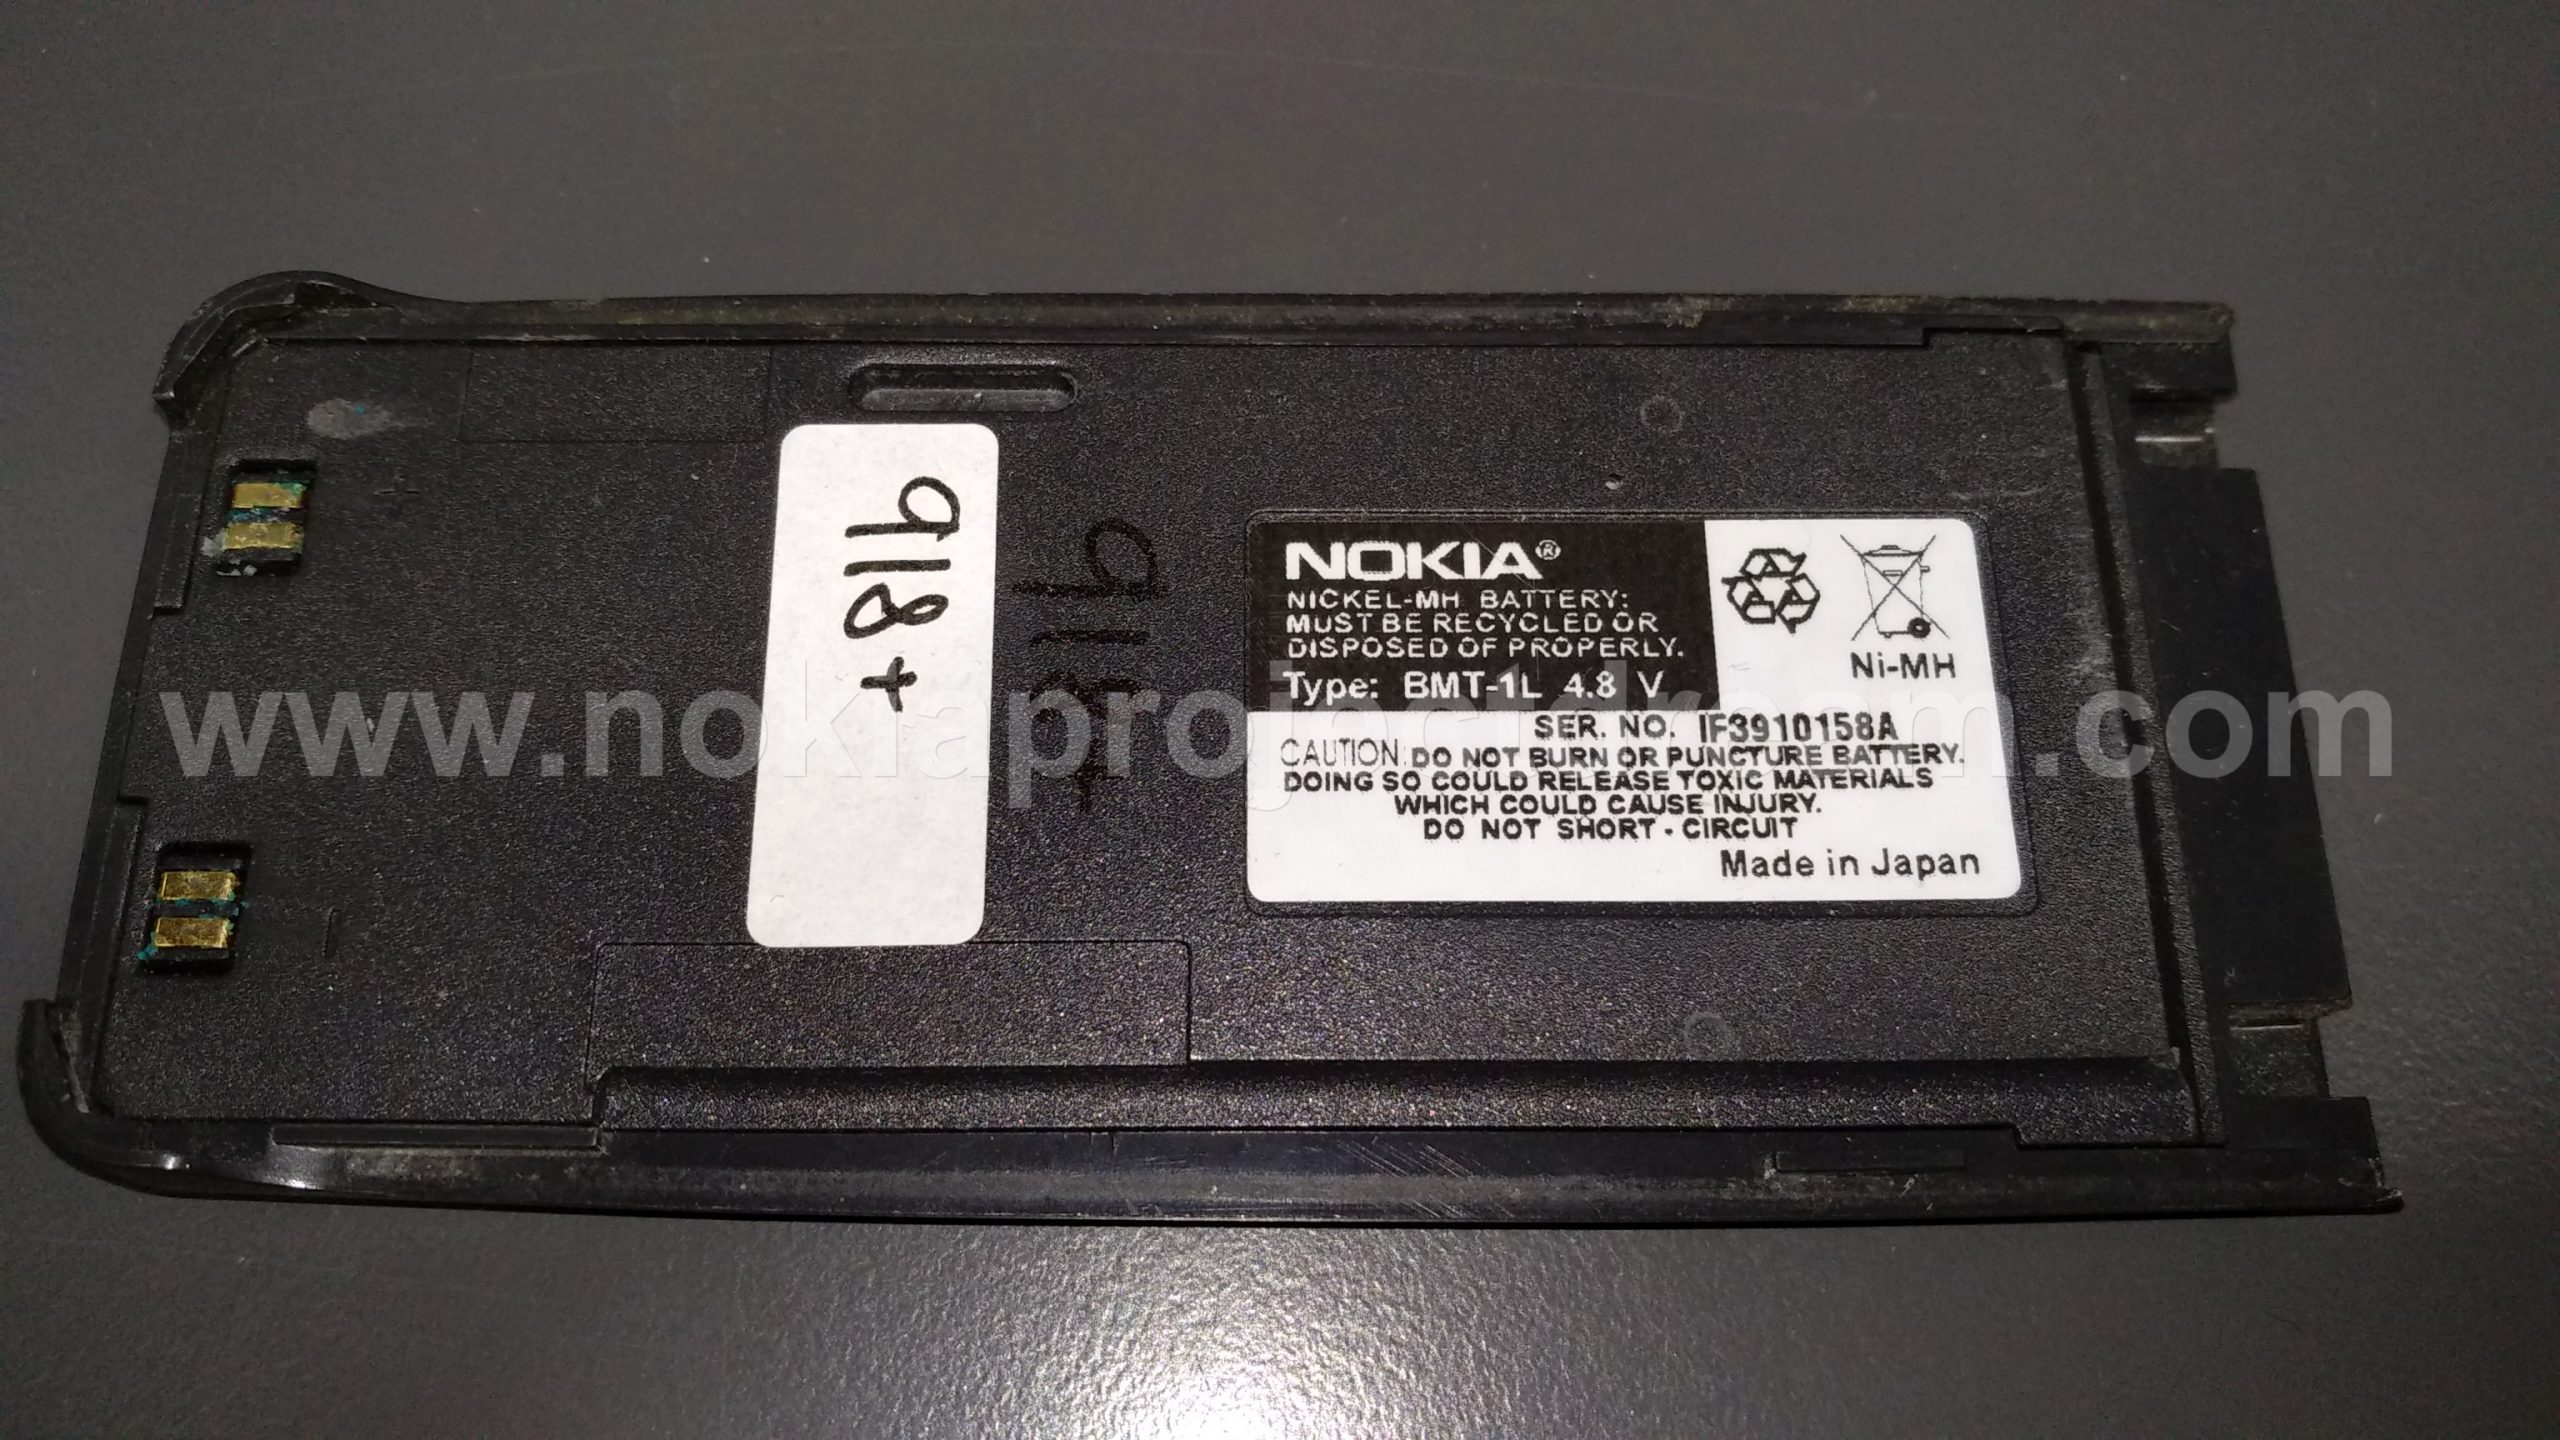 918+
918+
NOKIA®
NICKEL-MH BATTERY:
MUST BE RECYCLED OR
DISPOSED OF PROPERLY.
Type: BMT-1L 4.8 V
Ni-MH
SER. NO. IF3910158A
CAUTION: DO NOT BURN OR PUNCTURE BATTERY.
DOING SO COULD RELEASE TOXIC MATERIALS
WHICH COULD CAUSE INJURY.
DO NOT SHORT - CIRCUIT
Made in Japan
www.nokiaprojectdream.com